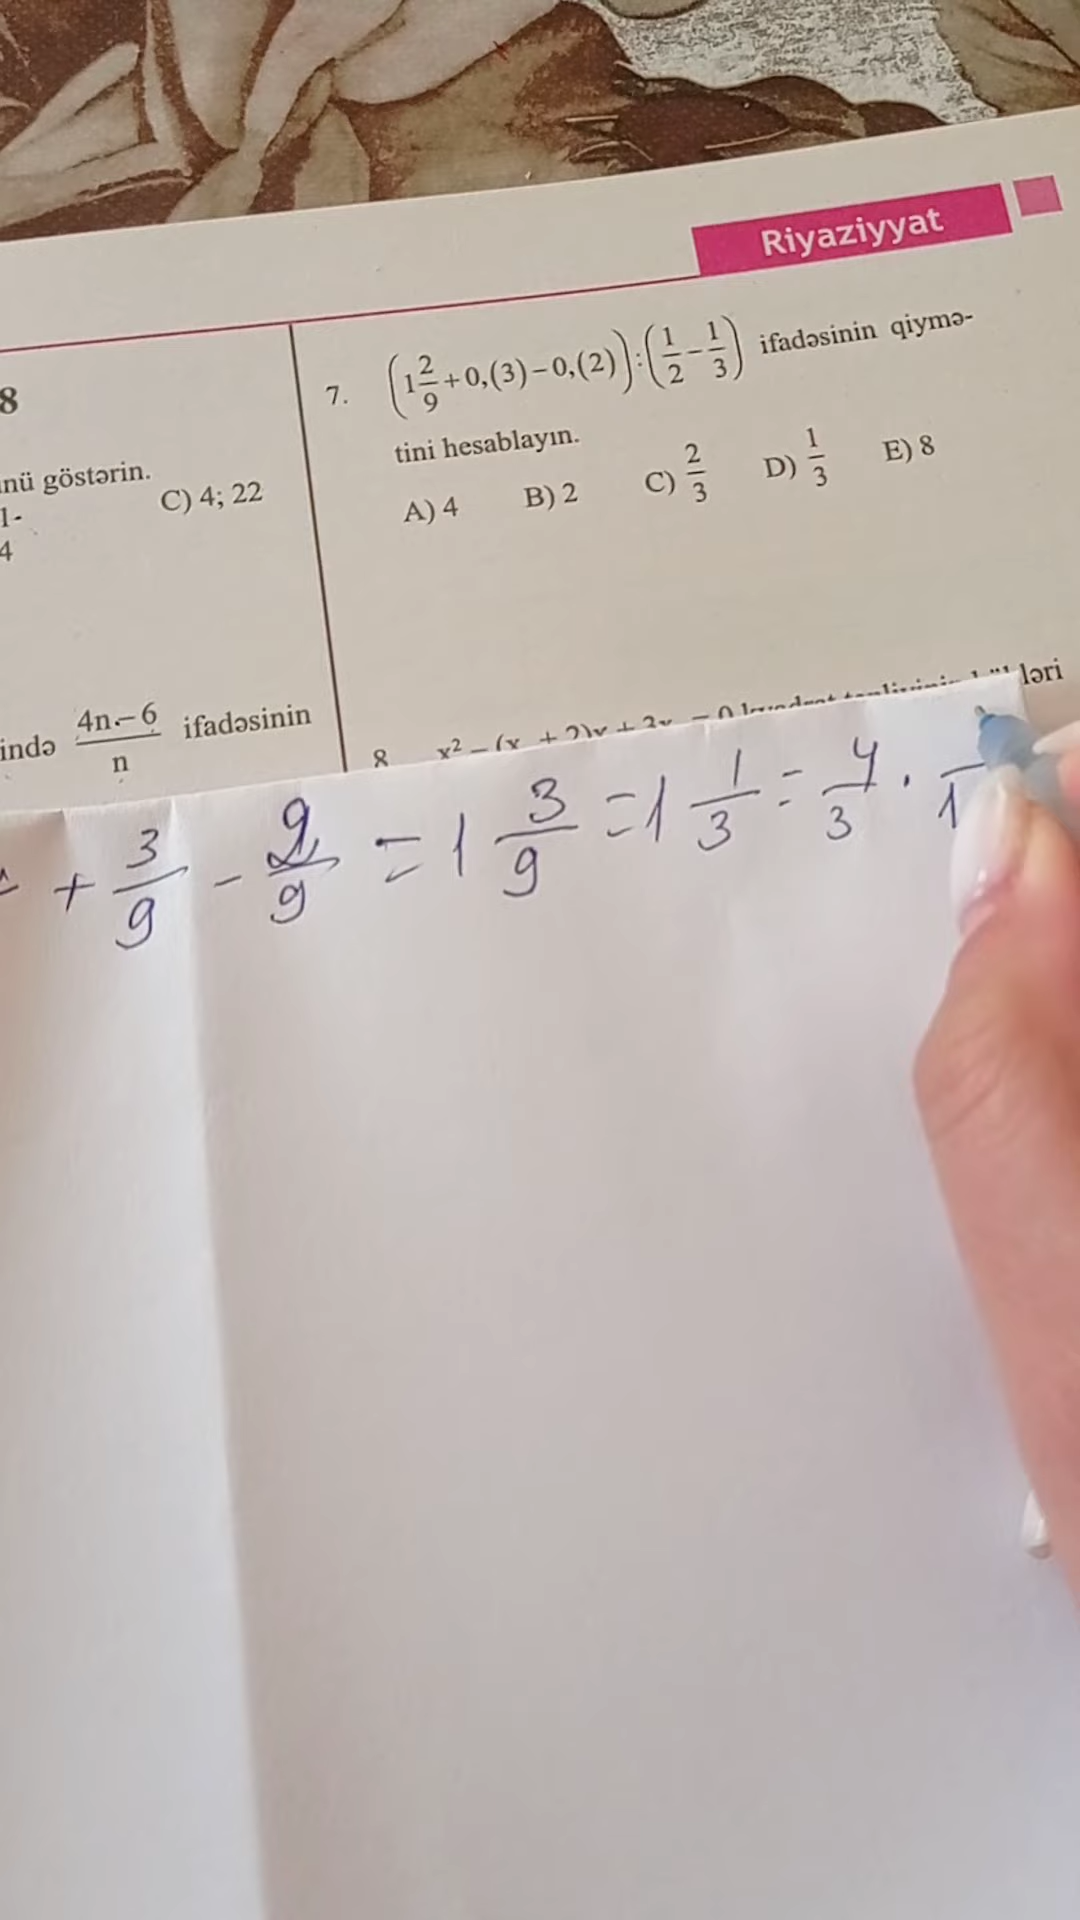 Riyaziyyat
8
nü göstərin.
1-
C) 4; 22
4
ində (4n.-6)/n ifadəsinin
7. (1 2/9 + 0,(3) − 0,(2)) : (1/2 − 1/3) ifadəsinin qiymə-
tini hesablayın.
A) 4 B) 2 C) 2/3 D) 1/3 E) 8
8
ləri
+ 3/9 - 2/9 = 1 3/9 = 1 1/3 = 4/3 ·